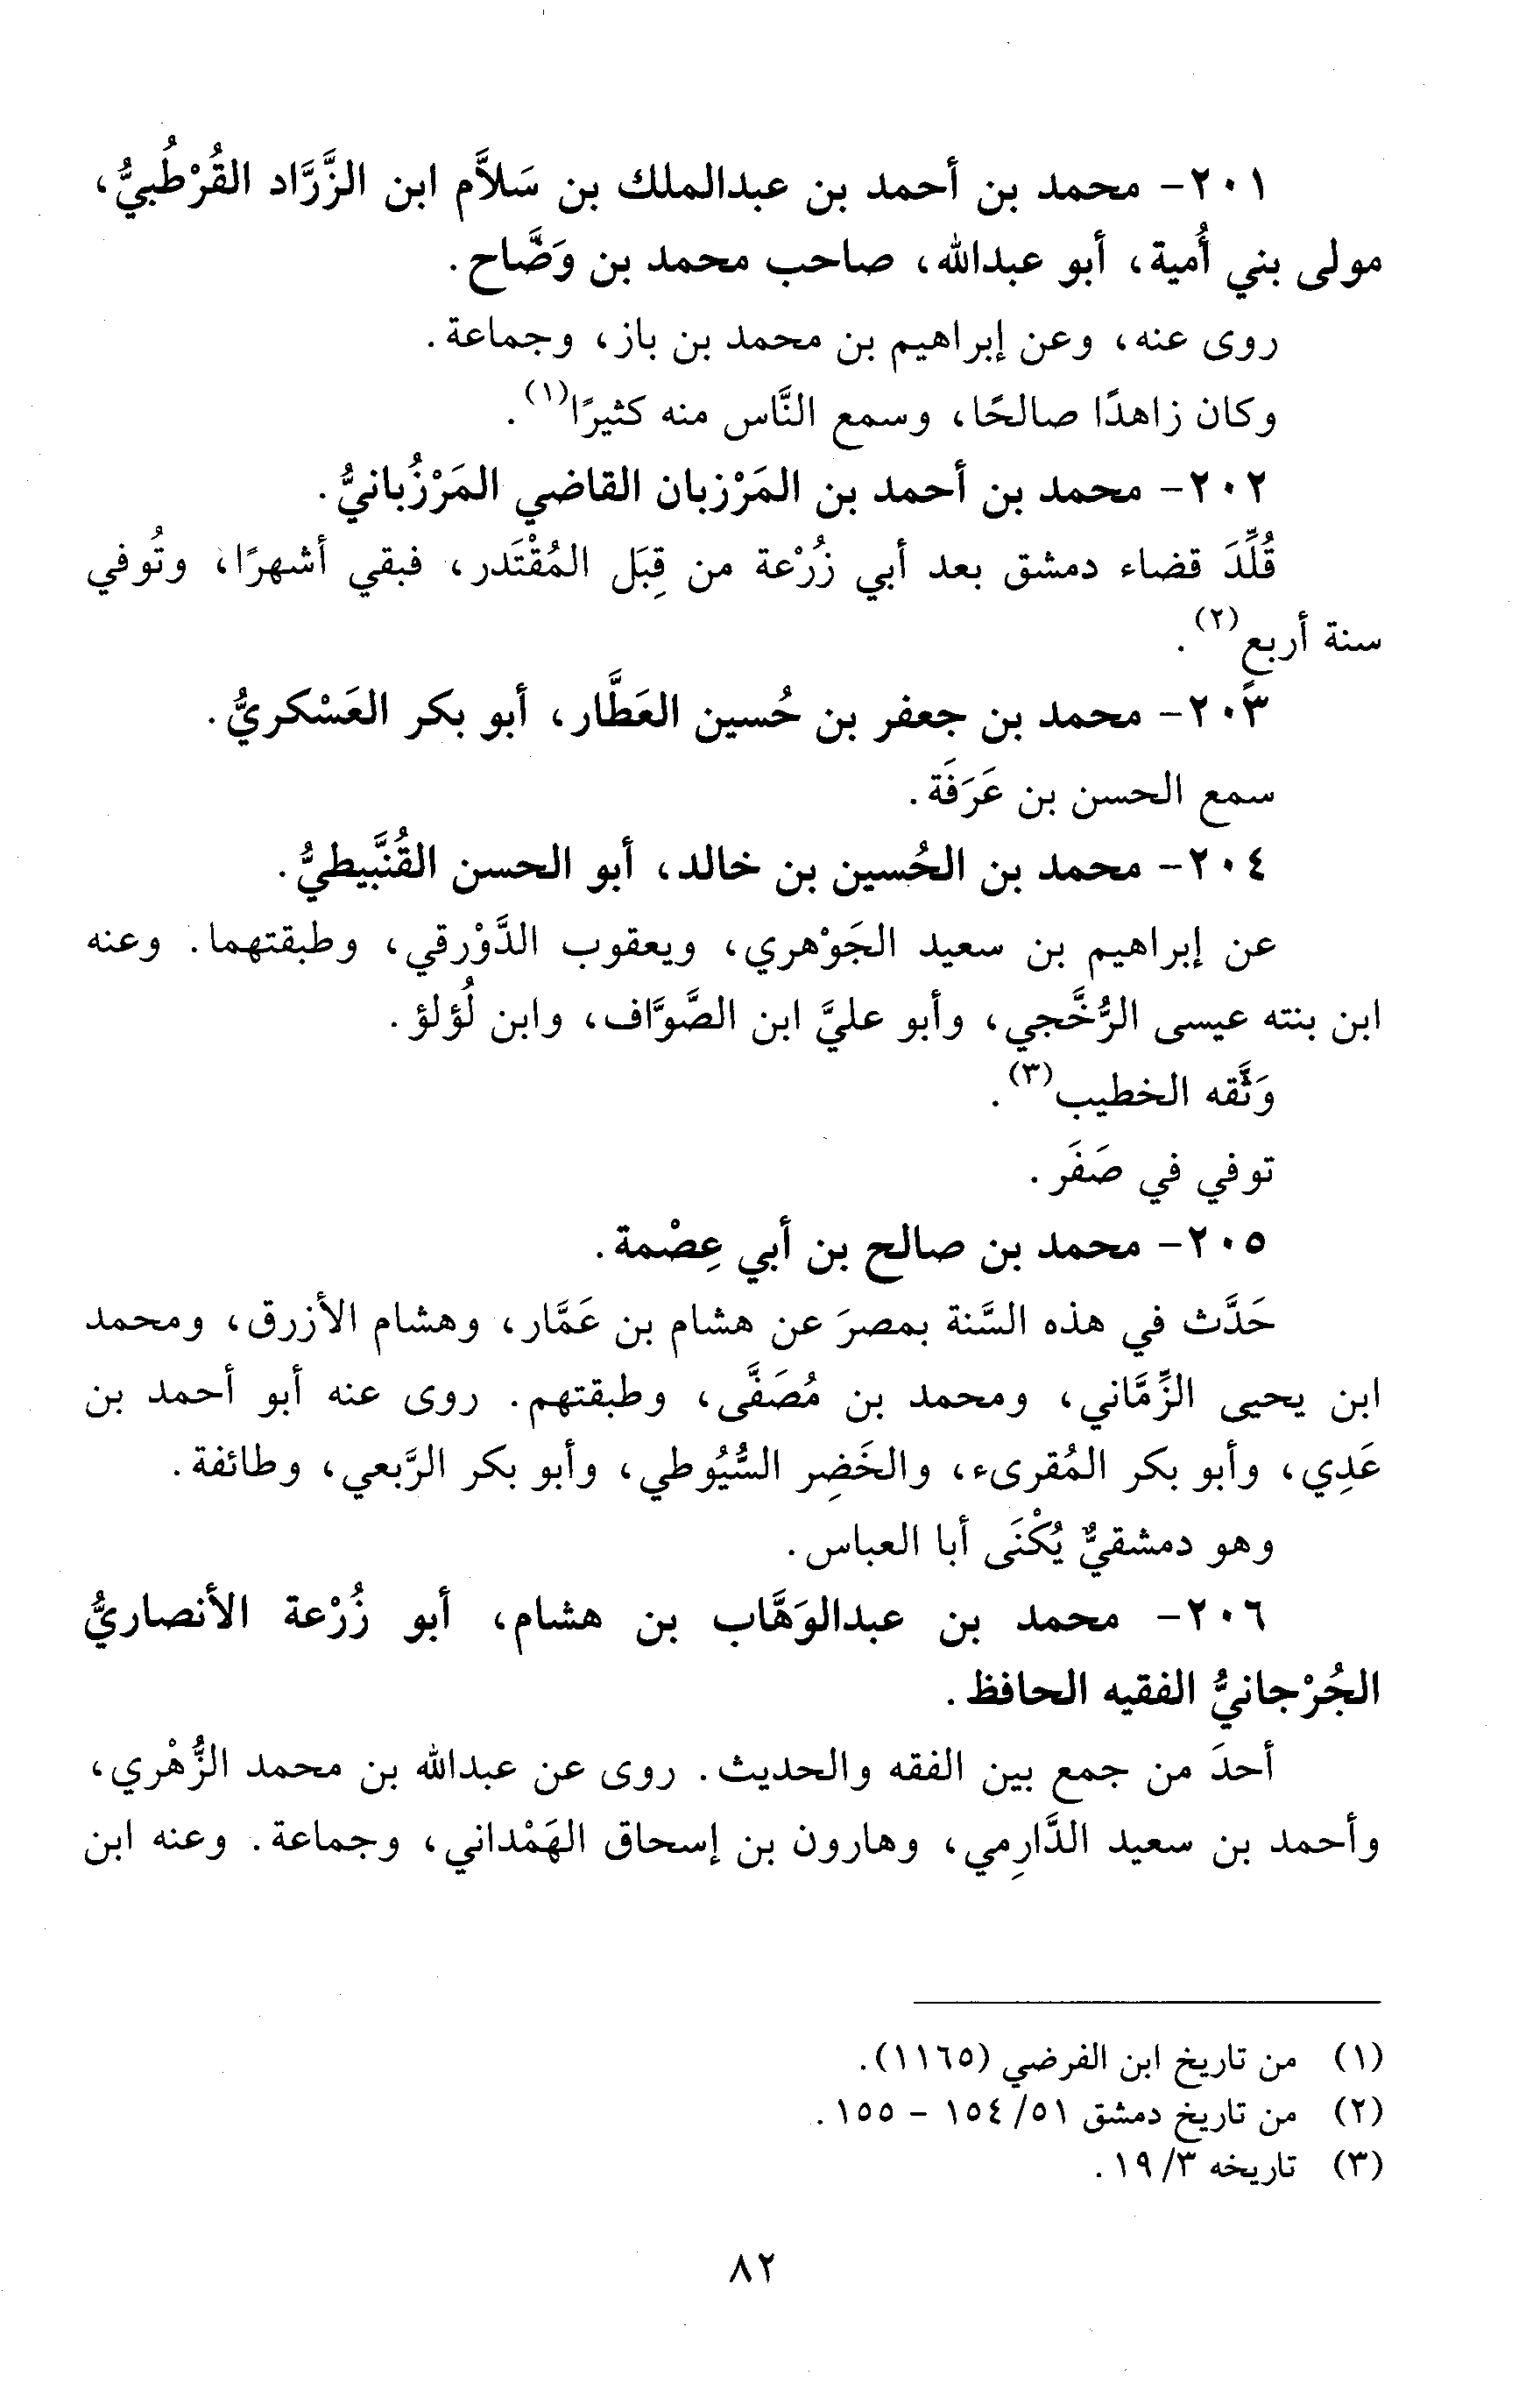 ٢٠١- محمد بن أحمد بن عبدالملك بن سَلاَّم ابن الزَّرَّاد القُرْطُبيُّ،
مولى بني أُمية، أبو عبدالله، صاحب محمد بن وَضَّاح.
روى عنه، وعن إبراهيم بن محمد بن باز، وجماعة.
وكان زاهدًا صالحًا، وسمع النَّاس منه كثيرًا(١).
٢٠٢- محمد بن أحمد بن المَرْزبان القاضي المَرْزُبانيُّ.
قُلِّدَ قضاء دمشق بعد أبي زُرْعة من قِبَل المُقْتَدر، فبقي أشهرًا، وتُوفي
سنة أربع(٢).
٢٠٣- محمد بن جعفر بن حُسين العَطَّار، أبو بكر العَسْكريُّ.
سمع الحسن بن عَرَفَة.
٢٠٤- محمد بن الحُسين بن خالد، أبو الحسن القُنَّبيطيُّ.
عن إبراهيم بن سعيد الجَوْهري، ويعقوب الدَّوْرقي، وطبقتهما. وعنه
ابن بنته عيسى الرُّخَّجي، وأبو عليَّ ابن الصَّوَّاف، وابن لُؤلؤ.
وَثَّقه الخطيب(٣).
توفي في صَفَر.
٢٠٥- محمد بن صالح بن أبي عِصْمة.
حَدَّث في هذه السَّنة بمصرَ عن هشام بن عَمَّار، وهشام الأزرق، ومحمد
ابن يحيى الزِّمَّاني، ومحمد بن مُصَفَّى، وطبقتهم. روى عنه أبو أحمد بن
عَدِي، وأبو بكر المُقرىء، والخَضِر السُّيُوطي، وأبو بكر الرَّبعي، وطائفة.
وهو دمشقيٌّ يُكْنَى أبا العباس.
٢٠٦- محمد بن عبدالوَهَّاب بن هشام، أبو زُرْعة الأنصاريُّ
الجُرْجانيُّ الفقيه الحافظ.
أحدَ من جمع بين الفقه والحديث. روى عن عبدالله بن محمد الزُّهْري،
وأحمد بن سعيد الدَّارِمي، وهارون بن إسحاق الهَمْداني، وجماعة. وعنه ابن
(١) من تاريخ ابن الفرضي (١١٦٥).
(٢) من تاريخ دمشق ٥١/ ١٥٤ - ١٥٥.
(٣) تاريخه ٣/ ١٩.
٨٢